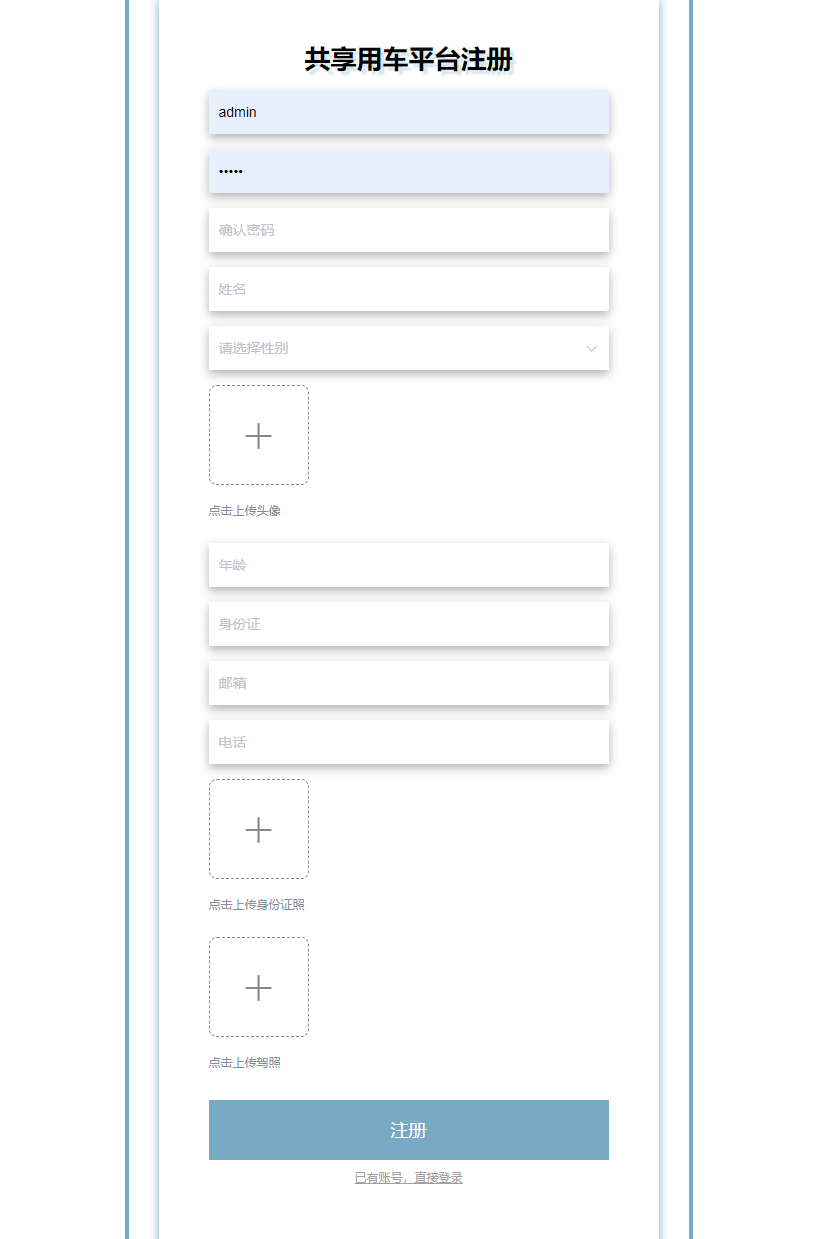 共享用车平台注册
admin
•••••
确认密码
姓名
请选择性别
点击上传头像
年龄
身份证
邮箱
电话
点击上传身份证照
点击上传驾照
注册
已有账号，直接登录